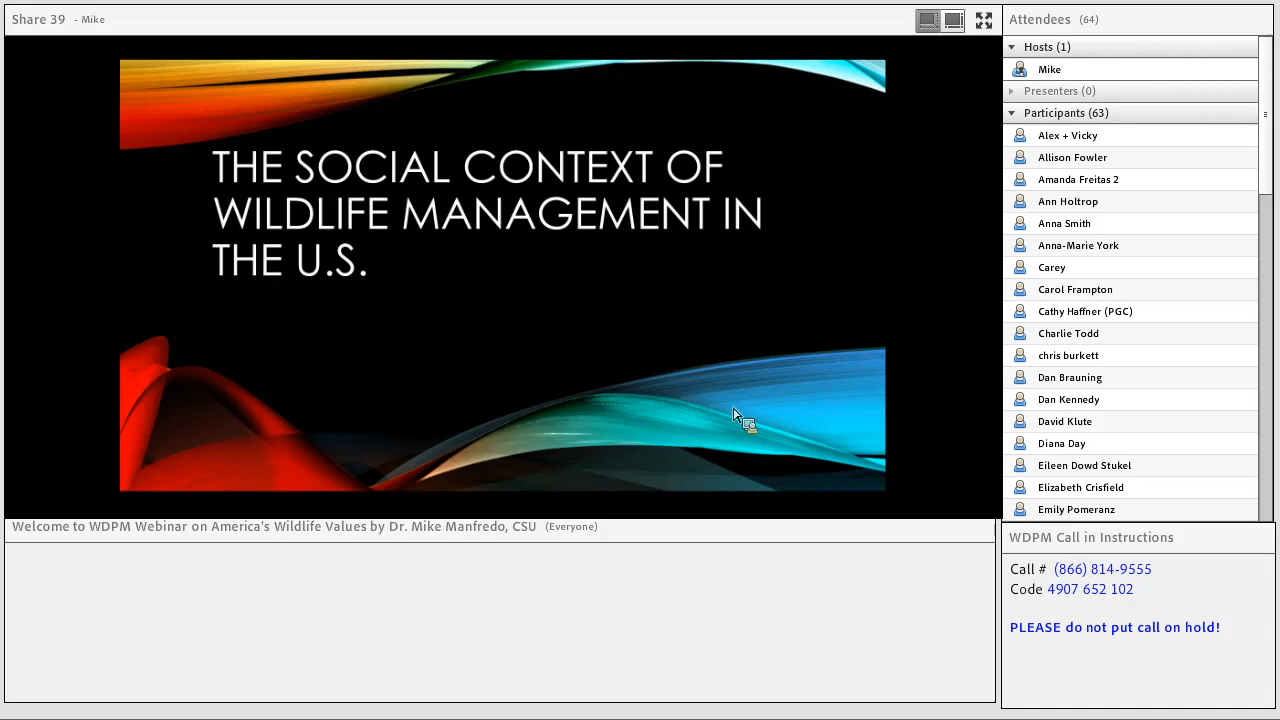 Share 39 - Mike
THE SOCIAL CONTEXT OF
WILDLIFE MANAGEMENT IN
THE U.S.
Welcome to WDPM Webinar on America's Wildlife Values by Dr. Mike Manfredo, CSU (Everyone)
Attendees (64)
Hosts (1)
Mike
Presenters (0)
Participants (63)
Alex + Vicky
Allison Fowler
Amanda Freitas 2
Ann Holtrop
Anna Smith
Anna-Marie York
Carey
Carol Frampton
Cathy Haffner (PGC)
Charlie Todd
chris burkett
Dan Brauning
Dan Kennedy
David Klute
Diana Day
Eileen Dowd Stukel
Elizabeth Crisfield
Emily Pomeranz
WDPM Call in Instructions
Call # (866) 814-9555
Code 4907 652 102
PLEASE do not put call on hold!